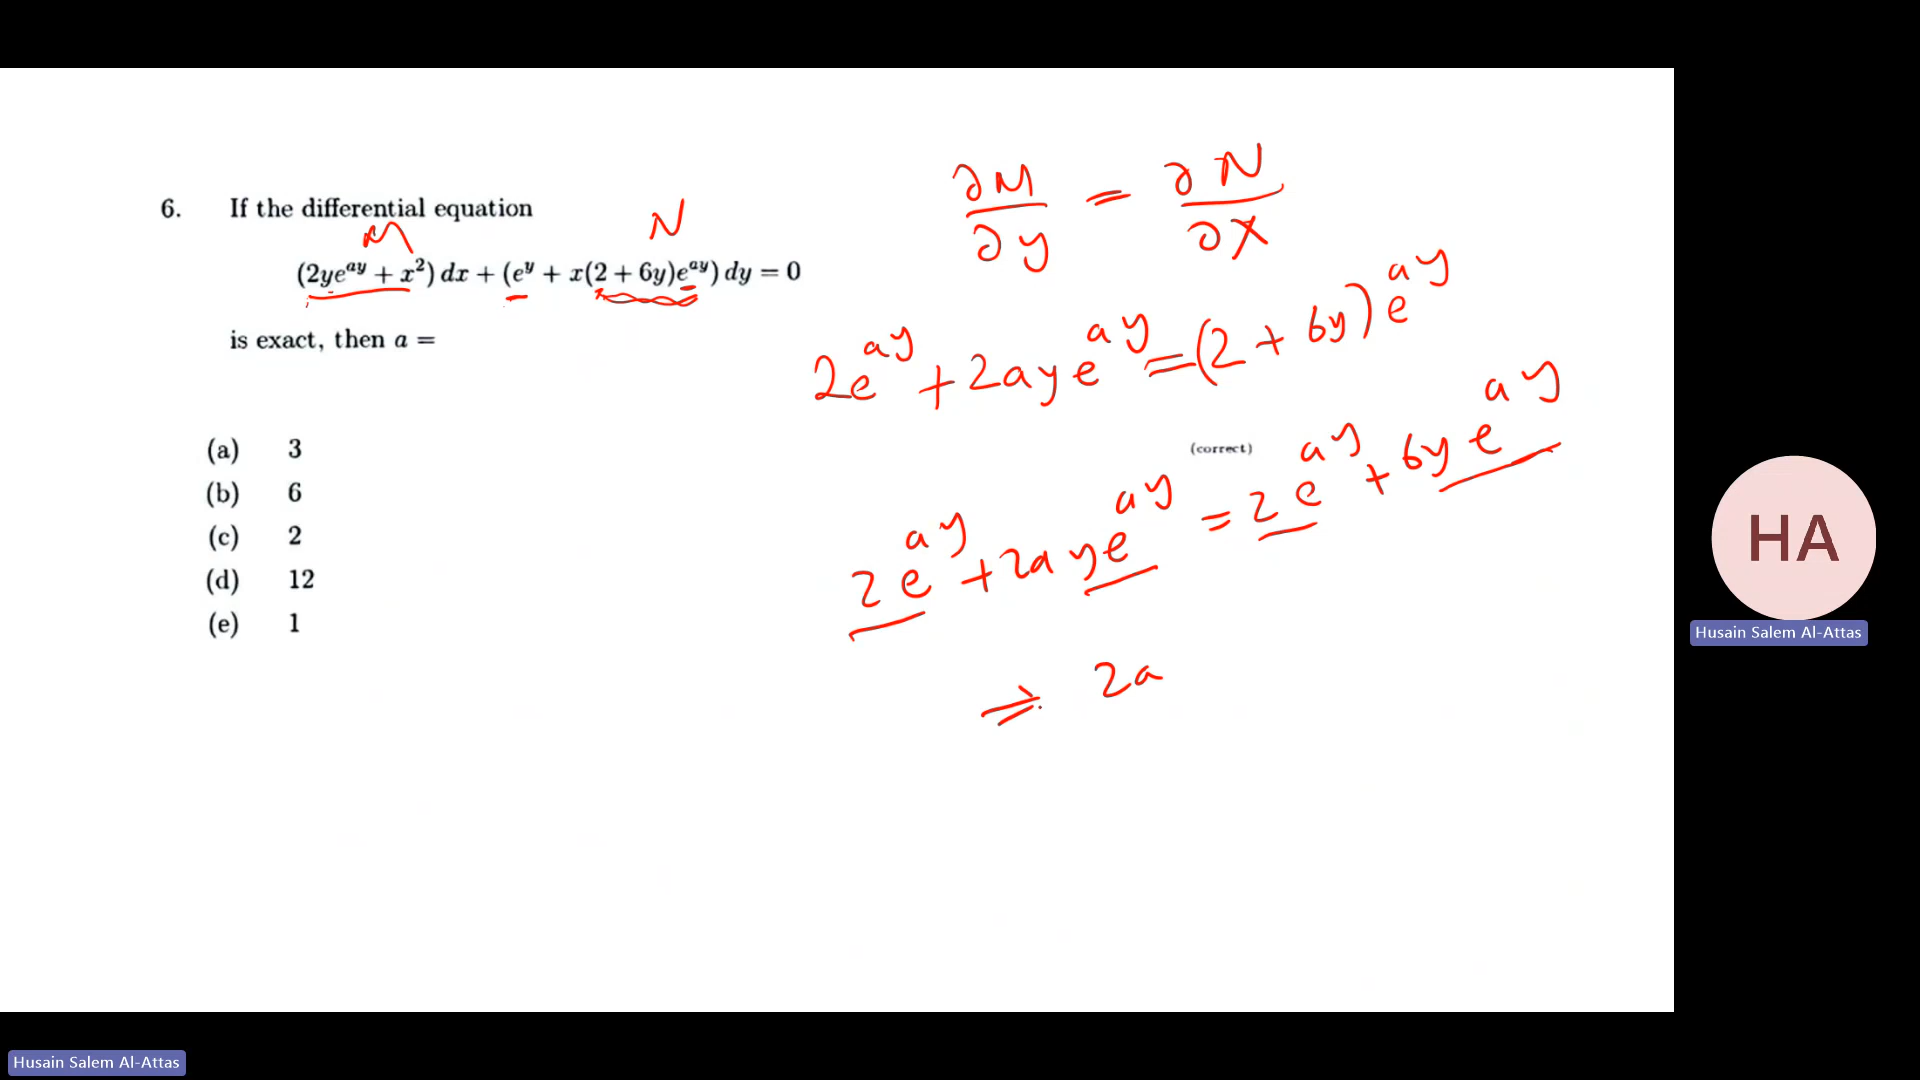 6. If the differential equation
M
N
(2ye^{ay} + x²) dx + (e^y + x(2 + 6y)e^{ay}) dy = 0
is exact, then a =
(a) 3
(b) 6
(c) 2
(d) 12
(e) 1
(correct)
∂M/∂y = ∂N/∂x
2e^{ay} + 2aye^{ay} = (2 + 6y)e^{ay}
2e^{ay} + 2aye^{ay} = 2e^{ay} + 6ye^{ay}
⇒ 2a
HA
Husain Salem Al-Attas
Husain Salem Al-Attas